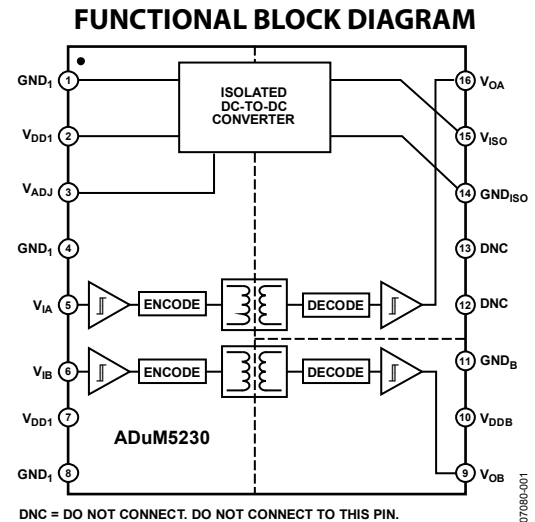 FUNCTIONAL BLOCK DIAGRAM
GND1 1
ISOLATED
DC-TO-DC
CONVERTER
16 VOA
VDD1 2
15 VISO
VADJ 3
14 GNDISO
GND1 4
13 DNC
VIA 5
ENCODE
DECODE
12 DNC
11 GNDB
VIB 6
ENCODE
DECODE
VDD1 7
10 VDDB
ADuM5230
GND1 8
9 VOB
DNC = DO NOT CONNECT. DO NOT CONNECT TO THIS PIN.
07080-001